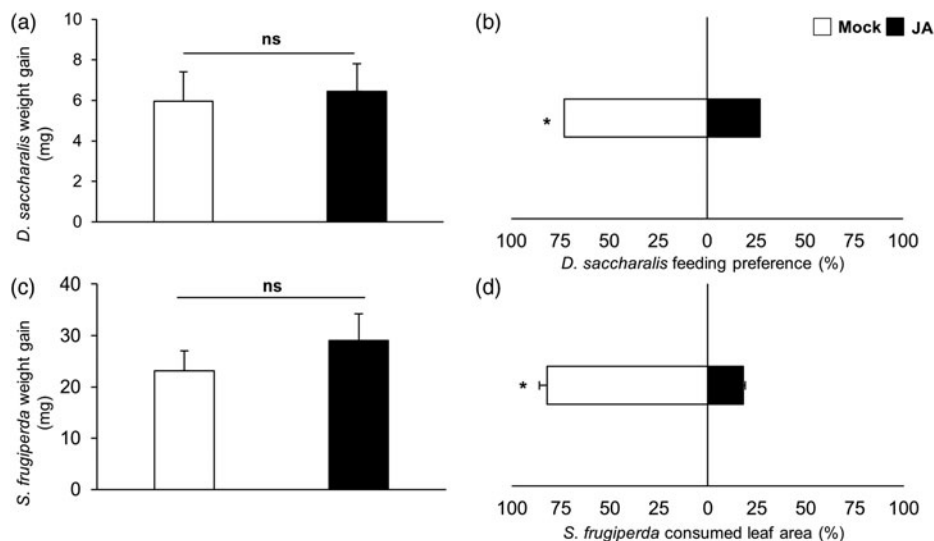 (a)
10
8
6
4
2
0
D. saccharalis weight gain
(mg)
ns
(b)
Mock JA
*
100 75 50 25 0 25 50 75 100
D. saccharalis feeding preference (%)
(c)
40
30
20
10
0
S. frugiperda weight gain
(mg)
ns
(d)
*
100 75 50 25 0 25 50 75 100
S. frugiperda consumed leaf area (%)